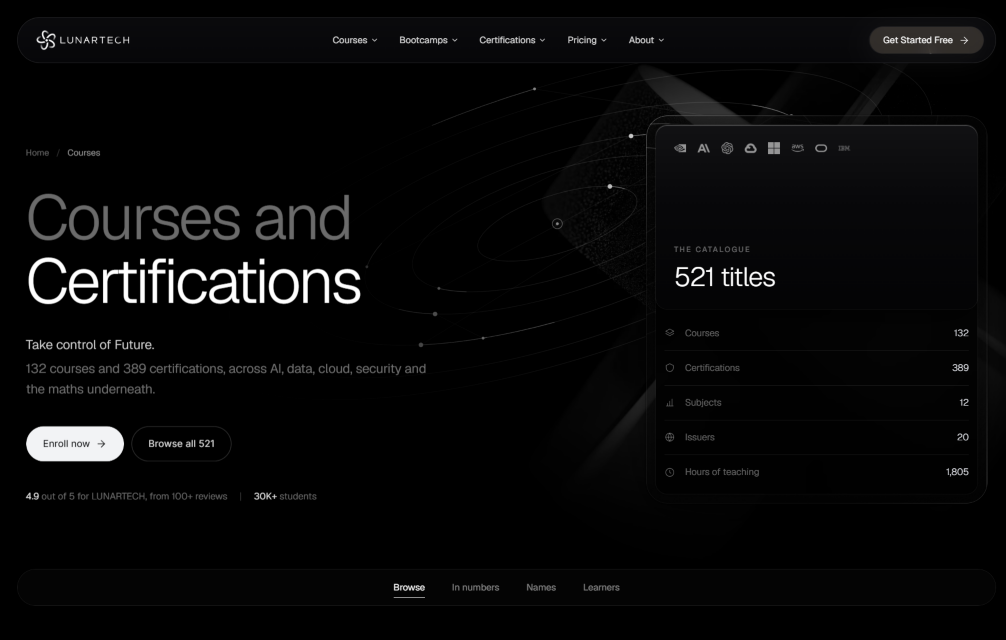 LUNARTECH
Courses
Bootcamps
Certifications
Pricing
About
Get Started Free
Home / Courses
Courses and
Certifications
Take control of Future.
132 courses and 389 certifications, across AI, data, cloud, security and
the maths underneath.
Enroll now
Browse all 521
4.9 out of 5 for LUNARTECH, from 100+ reviews
30K+ students
aws
IBM
THE CATALOGUE
521 titles
Courses 132
Certifications 389
Subjects 12
Issuers 20
Hours of teaching 1,805
Browse
In numbers
Names
Learners